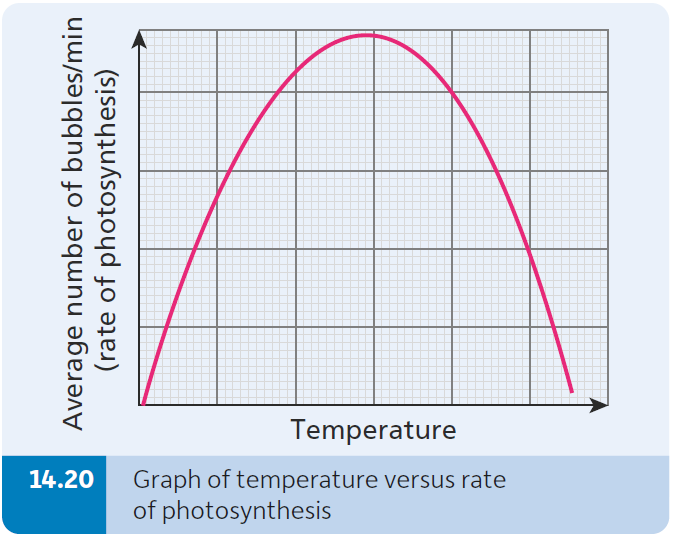 Average number of bubbles/min
(rate of photosynthesis)
Temperature
14.20
Graph of temperature versus rate
of photosynthesis